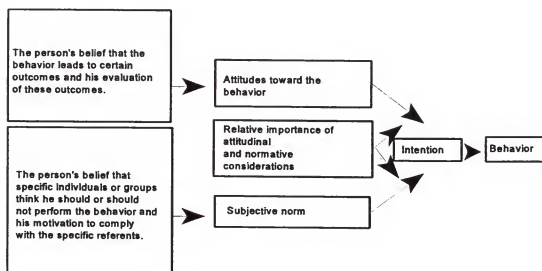 The person's belief that the
behavior leads to certain
outcomes and his evaluation
of these outcomes.
Attitudes toward the
behavior
Relative importance of
attitudinal
and normative
considerations
Intention
Behavior
The person's belief that
specific individuals or groups
think he should or should
not perform the behavior and
his motivation to comply
with the specific referents.
Subjective norm